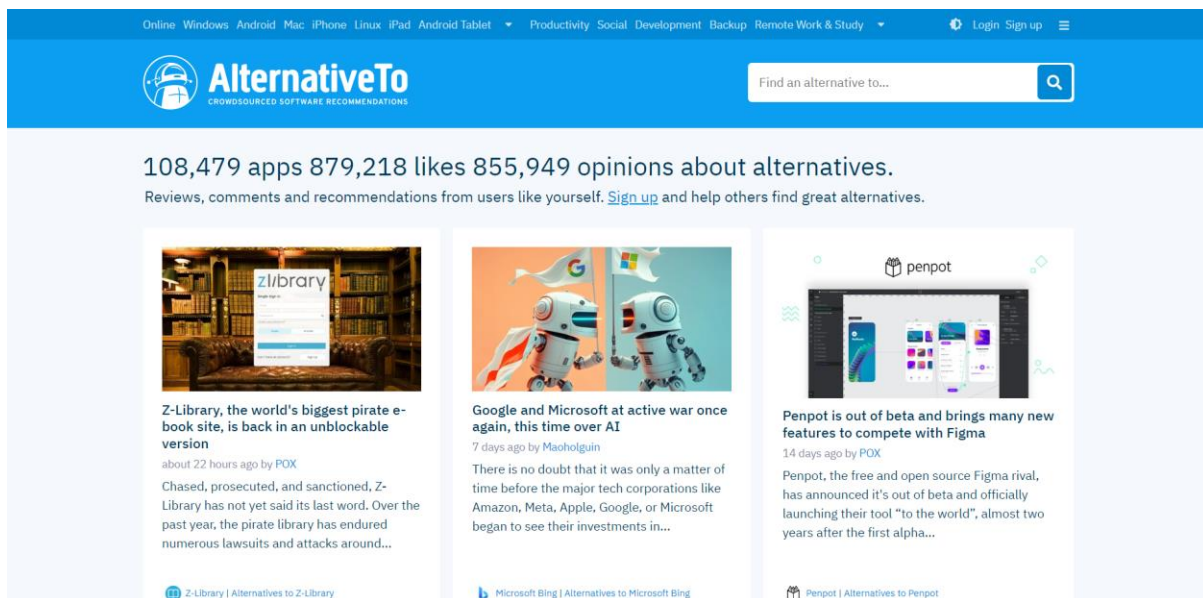 Online Windows Android Mac iPhone Linux iPad Android Tablet Productivity Social Development Backup Remote Work & Study Login Sign up
AlternativeTo
CROWDSOURCED SOFTWARE RECOMMENDATIONS
Find an alternative to...
108,479 apps 879,218 likes 855,949 opinions about alternatives.
Reviews, comments and recommendations from users like yourself. Sign up and help others find great alternatives.
zlibrary
Z-Library, the world's biggest pirate e-
book site, is back in an unblockable
version
about 22 hours ago by POX
Chased, prosecuted, and sanctioned, Z-
Library has not yet said its last word. Over the
past year, the pirate library has endured
numerous lawsuits and attacks around...
Z-Library | Alternatives to Z-Library
G
Google and Microsoft at active war once
again, this time over AI
7 days ago by Maoholguin
There is no doubt that it was only a matter of
time before the major tech corporations like
Amazon, Meta, Apple, Google, or Microsoft
began to see their investments in...
Microsoft Bing | Alternatives to Microsoft Bing
penpot
Penpot is out of beta and brings many new
features to compete with Figma
14 days ago by POX
Penpot, the free and open source Figma rival,
has announced it's out of beta and officially
launching their tool “to the world”, almost two
years after the first alpha...
Penpot | Alternatives to Penpot